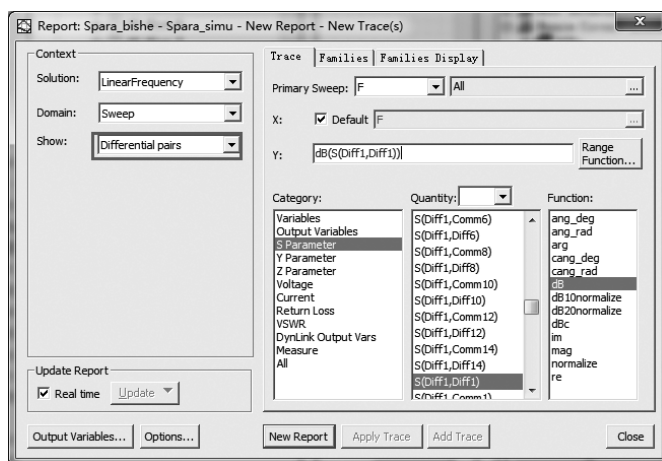 Report: Spara_bishe - Spara_simu - New Report - New Trace(s)
Context
Solution: LinearFrequency
Domain: Sweep
Show: Differential pairs
Update Report
Real time Update
Output Variables... Options...
Trace Families Families Display
Primary Sweep: F All ...
X: Default F ...
Y: dB(S(Diff1,Diff1)) Range Function...
Category:
Variables
Output Variables
S Parameter
Y Parameter
Z Parameter
Voltage
Current
Return Loss
VSWR
DynLink Output Vars
Measure
All
Quantity:
S(Diff1,Comm6)
S(Diff1,Diff6)
S(Diff1,Comm8)
S(Diff1,Diff8)
S(Diff1,Comm10)
S(Diff1,Diff10)
S(Diff1,Comm12)
S(Diff1,Diff12)
S(Diff1,Comm14)
S(Diff1,Diff14)
S(Diff1,Diff1)
S(Diff1,Comm1)
Function:
ang_deg
ang_rad
arg
cang_deg
cang_rad
dB
dB10normalize
dB20normalize
dBc
im
mag
normalize
re
New Report Apply Trace Add Trace Close